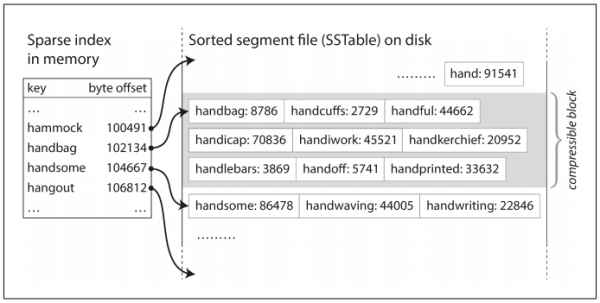 Sparse index
in memory
key byte offset
... ...
hammock 100491
handbag 102134
handsome 104667
hangout 106812
... ...
Sorted segment file (SSTable) on disk
......... hand: 91541
handbag: 8786 handcuffs: 2729 handful: 44662
handicap: 70836 handiwork: 45521 handkerchief: 20952
handlebars: 3869 handoff: 5741 handprinted: 33632
handsome: 86478 handwaving: 44005 handwriting: 22846
.........
compressible block